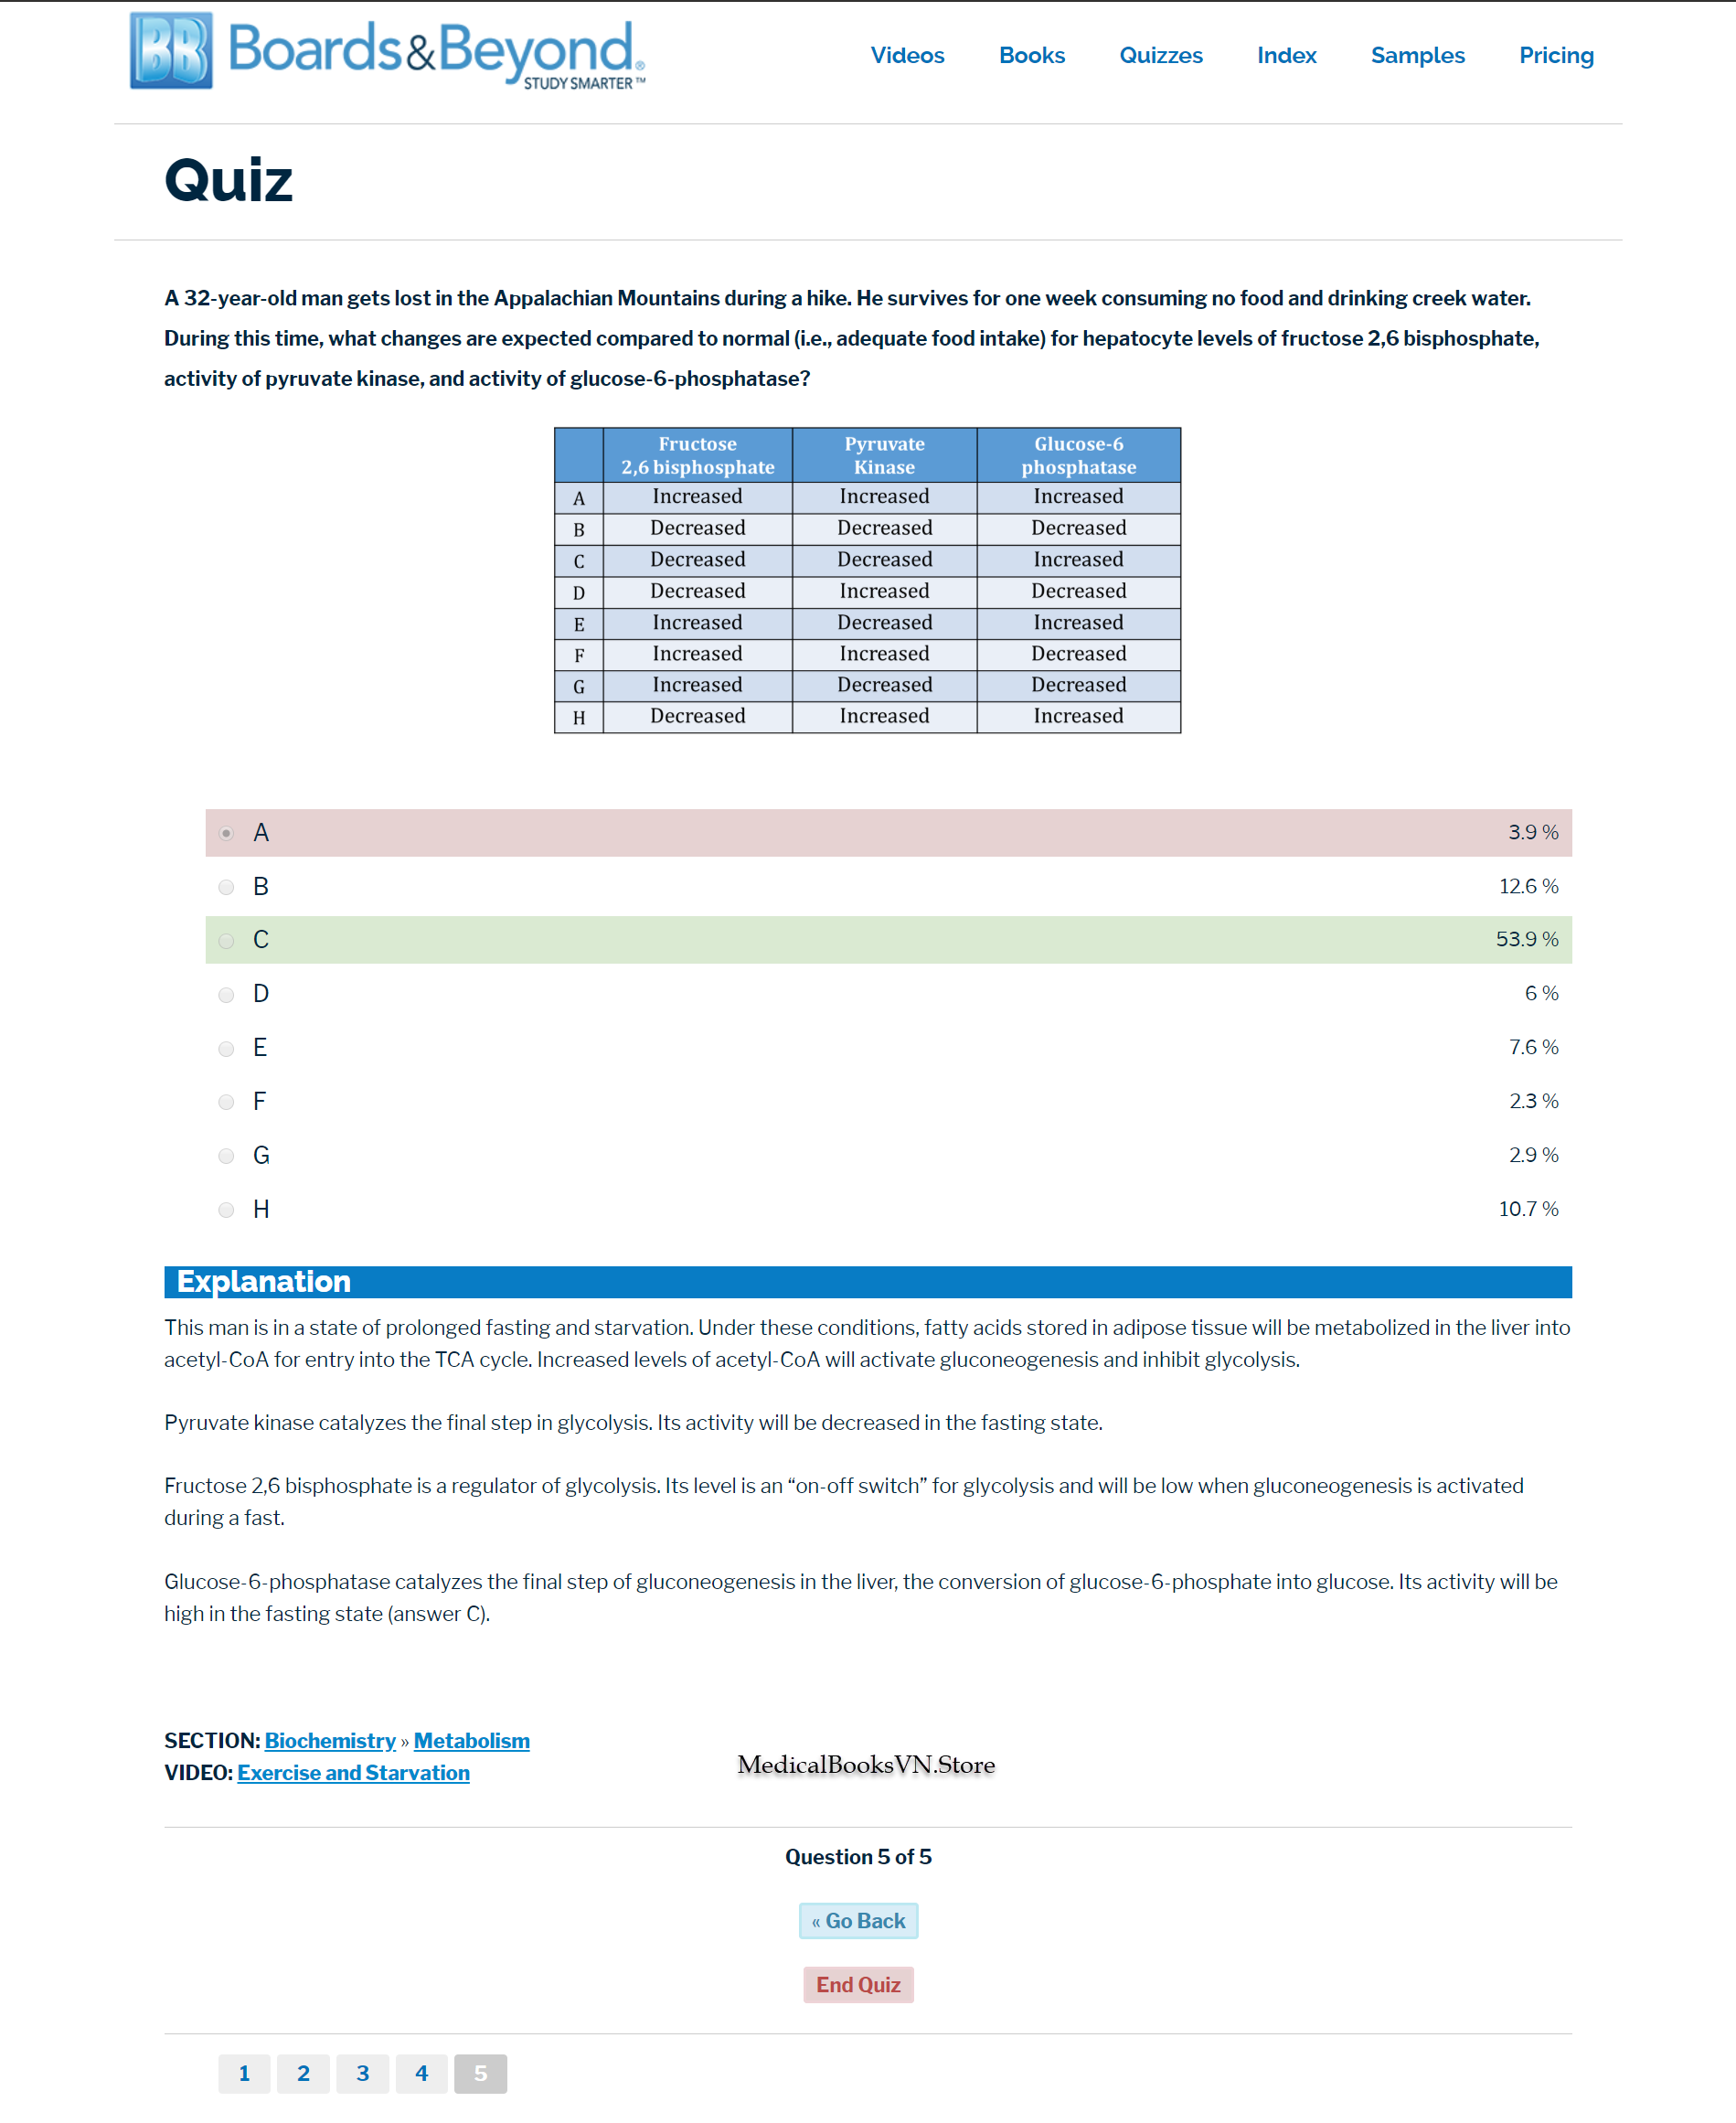 BB Boards&Beyond®
STUDY SMARTER™
Videos Books Quizzes Index Samples Pricing
Quiz
A 32-year-old man gets lost in the Appalachian Mountains during a hike. He survives for one week consuming no food and drinking creek water.
During this time, what changes are expected compared to normal (i.e., adequate food intake) for hepatocyte levels of fructose 2,6 bisphosphate,
activity of pyruvate kinase, and activity of glucose-6-phosphatase?
Fructose 2,6 bisphosphate Pyruvate Kinase Glucose-6 phosphatase
A Increased Increased Increased
B Decreased Decreased Decreased
C Decreased Decreased Increased
D Decreased Increased Decreased
E Increased Decreased Increased
F Increased Increased Decreased
G Increased Decreased Decreased
H Decreased Increased Increased
A 3.9 %
B 12.6 %
C 53.9 %
D 6 %
E 7.6 %
F 2.3 %
G 2.9 %
H 10.7 %
Explanation
This man is in a state of prolonged fasting and starvation. Under these conditions, fatty acids stored in adipose tissue will be metabolized in the liver into
acetyl-CoA for entry into the TCA cycle. Increased levels of acetyl-CoA will activate gluconeogenesis and inhibit glycolysis.
Pyruvate kinase catalyzes the final step in glycolysis. Its activity will be decreased in the fasting state.
Fructose 2,6 bisphosphate is a regulator of glycolysis. Its level is an “on-off switch” for glycolysis and will be low when gluconeogenesis is activated
during a fast.
Glucose-6-phosphatase catalyzes the final step of gluconeogenesis in the liver, the conversion of glucose-6-phosphate into glucose. Its activity will be
high in the fasting state (answer C).
SECTION: Biochemistry » Metabolism
VIDEO: Exercise and Starvation
MedicalBooksVN.Store
Question 5 of 5
« Go Back
End Quiz
1 2 3 4 5